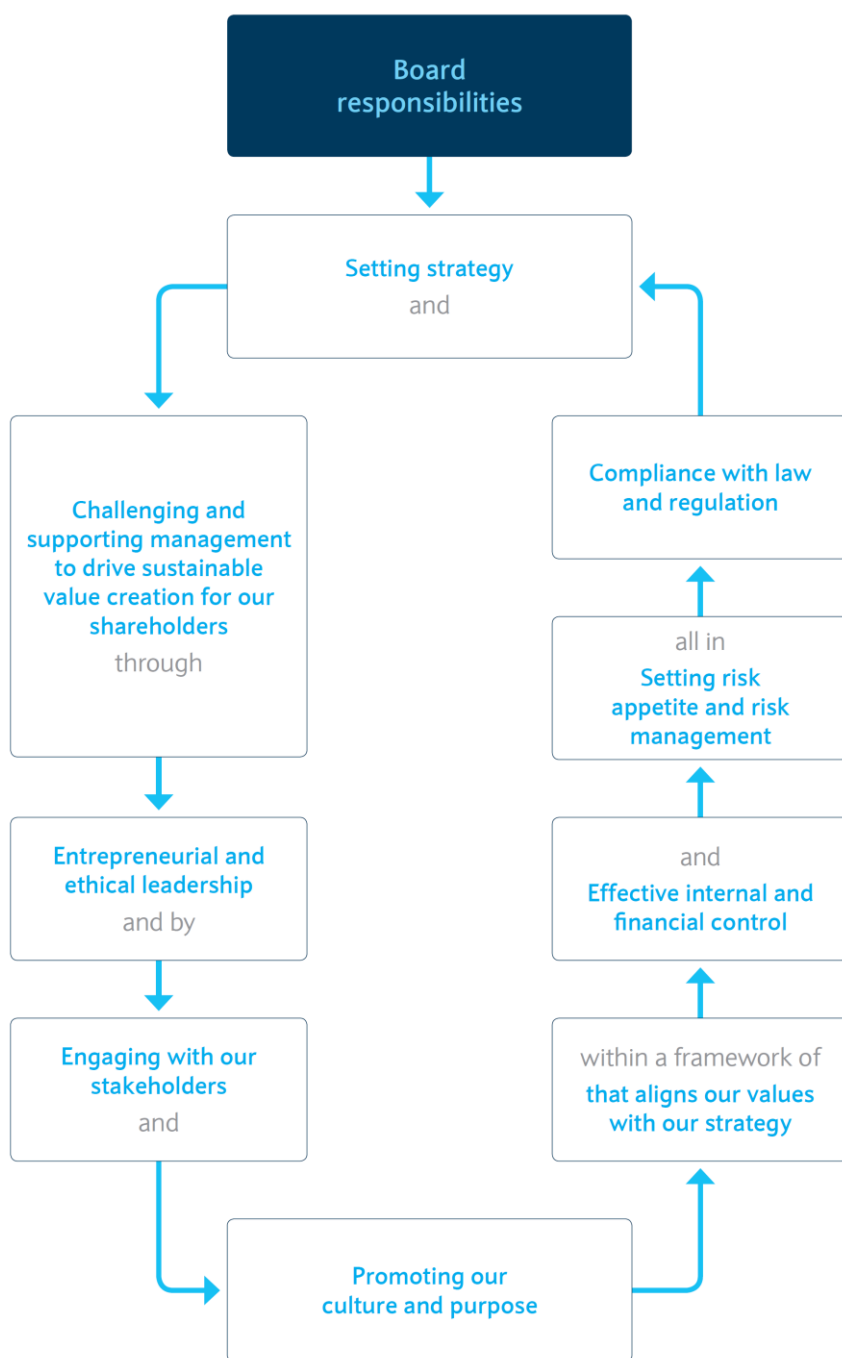 Board
responsibilities
Setting strategy
and
Challenging and
supporting management
to drive sustainable
value creation for our
shareholders
through
Entrepreneurial and
ethical leadership
and by
Engaging with our
stakeholders
and
Promoting our
culture and purpose
within a framework of
that aligns our values
with our strategy
and
Effective internal and
financial control
all in
Setting risk
appetite and risk
management
Compliance with law
and regulation